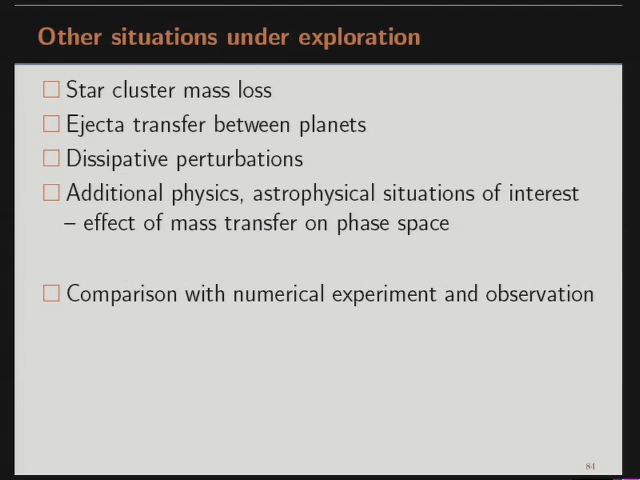 Other situations under exploration
Star cluster mass loss
Ejecta transfer between planets
Dissipative perturbations
Additional physics, astrophysical situations of interest
– effect of mass transfer on phase space
Comparison with numerical experiment and observation
84